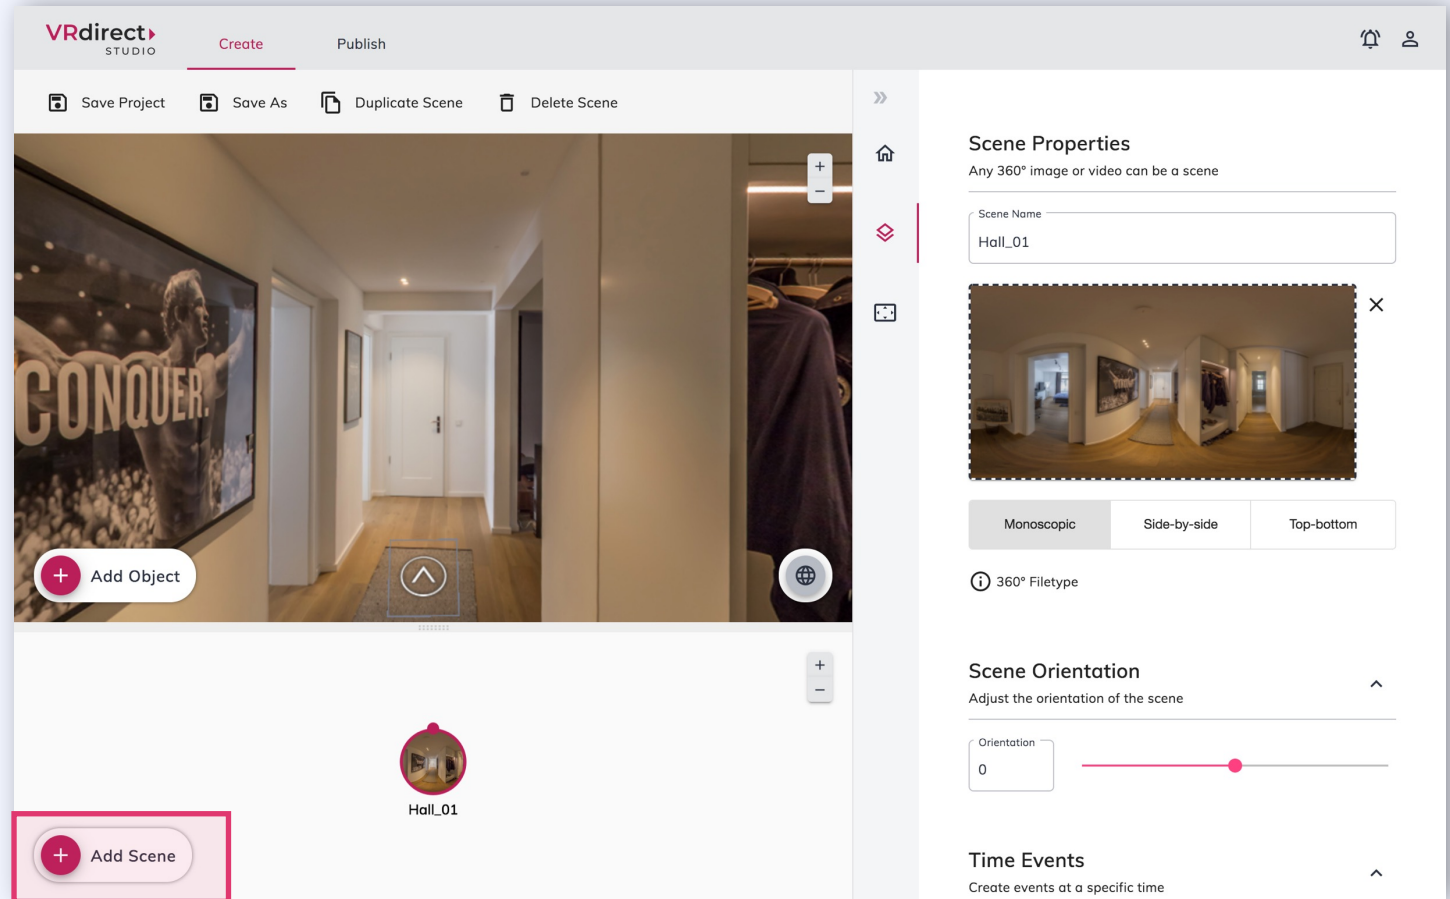 VRdirect
STUDIO
Create
Publish
Save Project
Save As
Duplicate Scene
Delete Scene
CONQUER.
Add Object
Hall_01
Add Scene
Scene Properties
Any 360° image or video can be a scene
Scene Name
Hall_01
Monoscopic
Side-by-side
Top-bottom
360° Filetype
Scene Orientation
Adjust the orientation of the scene
Orientation
0
Time Events
Create events at a specific time